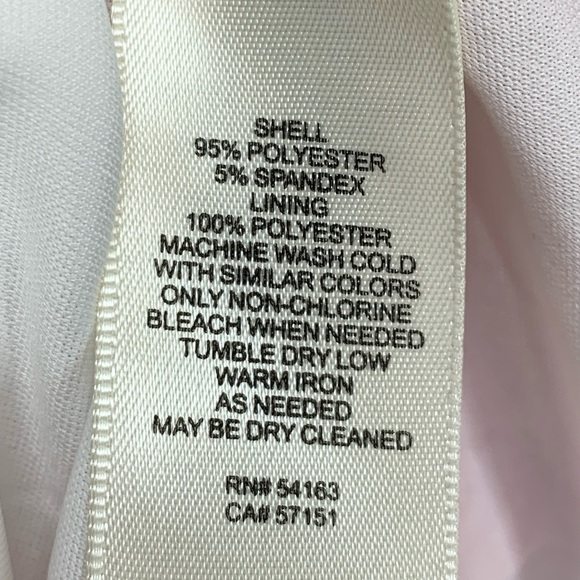 SHELL
95% POLYESTER
5% SPANDEX
LINING
100% POLYESTER
MACHINE WASH COLD
WITH SIMILAR COLORS
ONLY NON-CHLORINE
BLEACH WHEN NEEDED
TUMBLE DRY LOW
WARM IRON
AS NEEDED
MAY BE DRY CLEANED
RN# 54163
CA# 57151